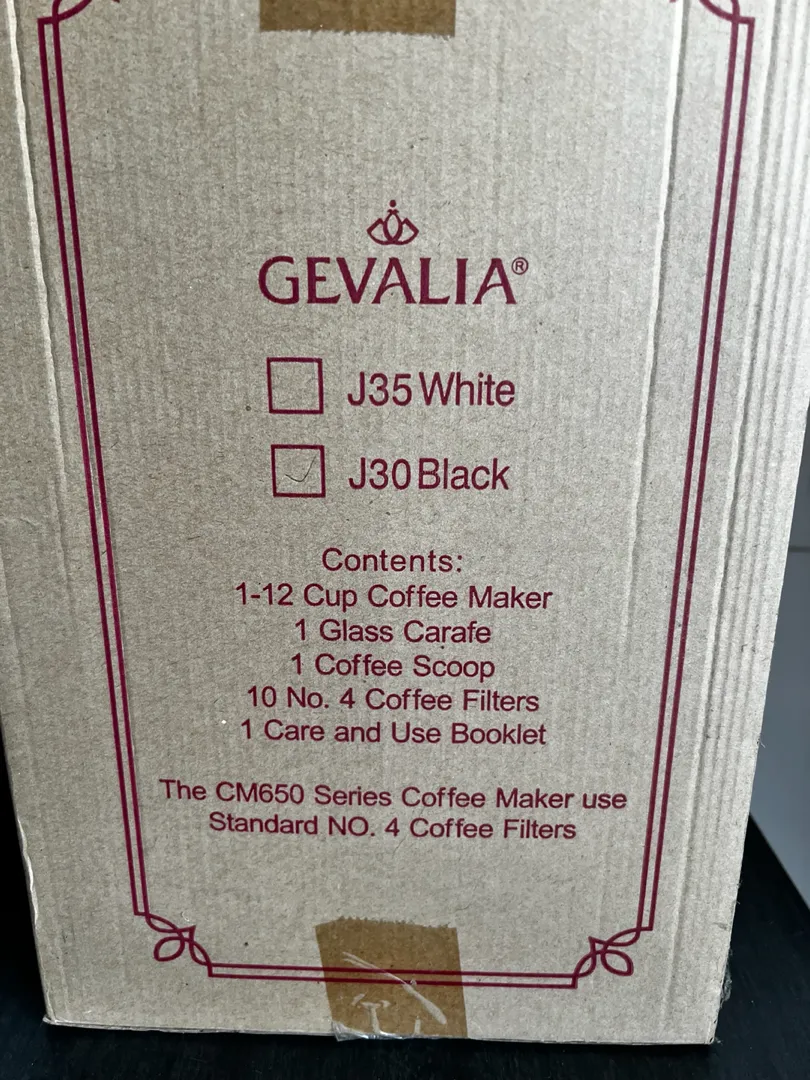 GEVALIA®
J35 White
J30 Black
Contents:
1-12 Cup Coffee Maker
1 Glass Carafe
1 Coffee Scoop
10 No. 4 Coffee Filters
1 Care and Use Booklet
The CM650 Series Coffee Maker use
Standard NO. 4 Coffee Filters